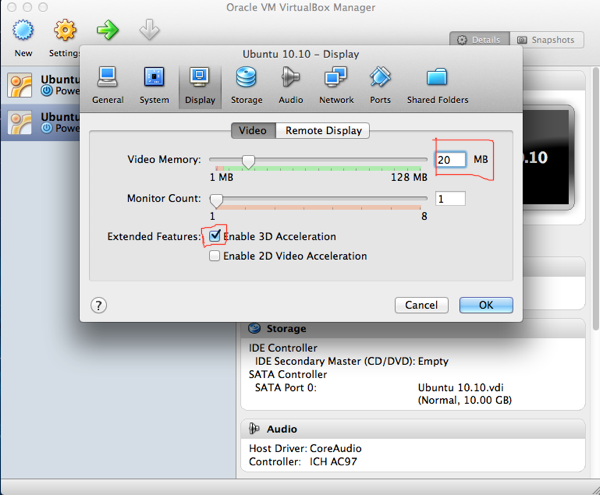 Oracle VM VirtualBox Manager
New
Settings
Details
Snapshots
Ubuntu 10.10 – Display
General
System
Display
Storage
Audio
Network
Ports
Shared Folders
Ubuntu
Powe
Ubuntu
Powe
Video
Remote Display
Video Memory:
20
MB
1 MB
128 MB
Monitor Count:
1
1
8
Extended Features:
Enable 3D Acceleration
Enable 2D Video Acceleration
?
Cancel
OK
0.10
Storage
IDE Controller
IDE Secondary Master (CD/DVD): Empty
SATA Controller
SATA Port 0:
Ubuntu 10.10.vdi
(Normal, 10.00 GB)
Audio
Host Driver: CoreAudio
Controller: ICH AC97